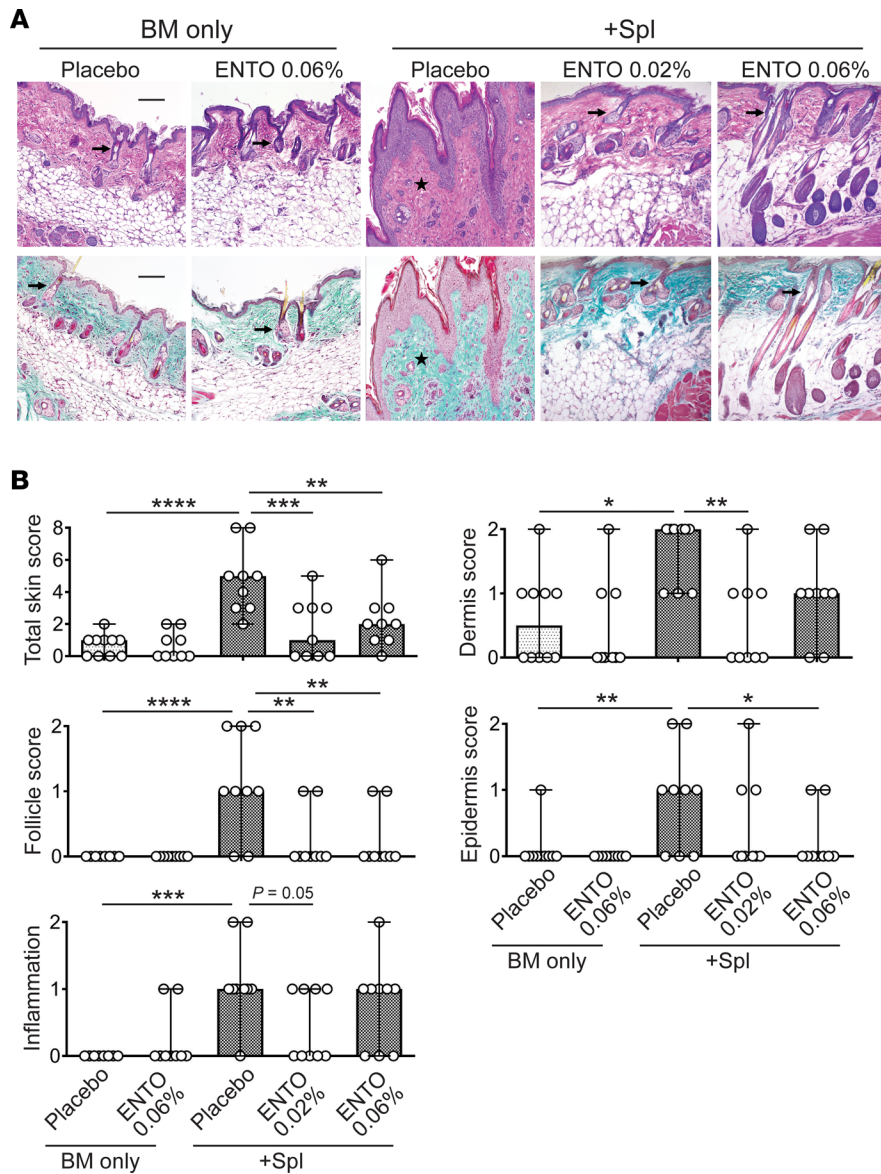 A
BM only
+Spl
Placebo
ENTO 0.06%
Placebo
ENTO 0.02%
ENTO 0.06%
B
Total skin score
8
6
4
2
0
****
***
**
Dermis score
2
1
0
*
**
Follicle score
2
1
0
****
**
**
Epidermis score
2
1
0
**
*
Placebo
ENTO
0.06%
Placebo
ENTO
0.02%
ENTO
0.06%
BM only
+Spl
Inflammation
2
1
0
***
P = 0.05
Placebo
ENTO
0.06%
Placebo
ENTO
0.02%
ENTO
0.06%
BM only
+Spl